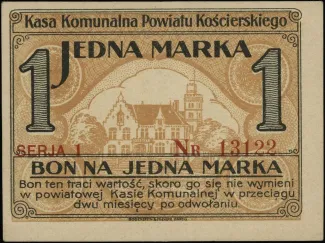 Kasa Komunalna Powiatu Kościerskiego
JEDNA MARKA
1 1
SERJA 1 Nr 13122
BON NA JEDNA MARKA
Bon ten traci wartość, skoro go się nie wymieni
w powiatowej Kasie Komunalnej w przeciągu
dwu miesięcy po odwołaniu.